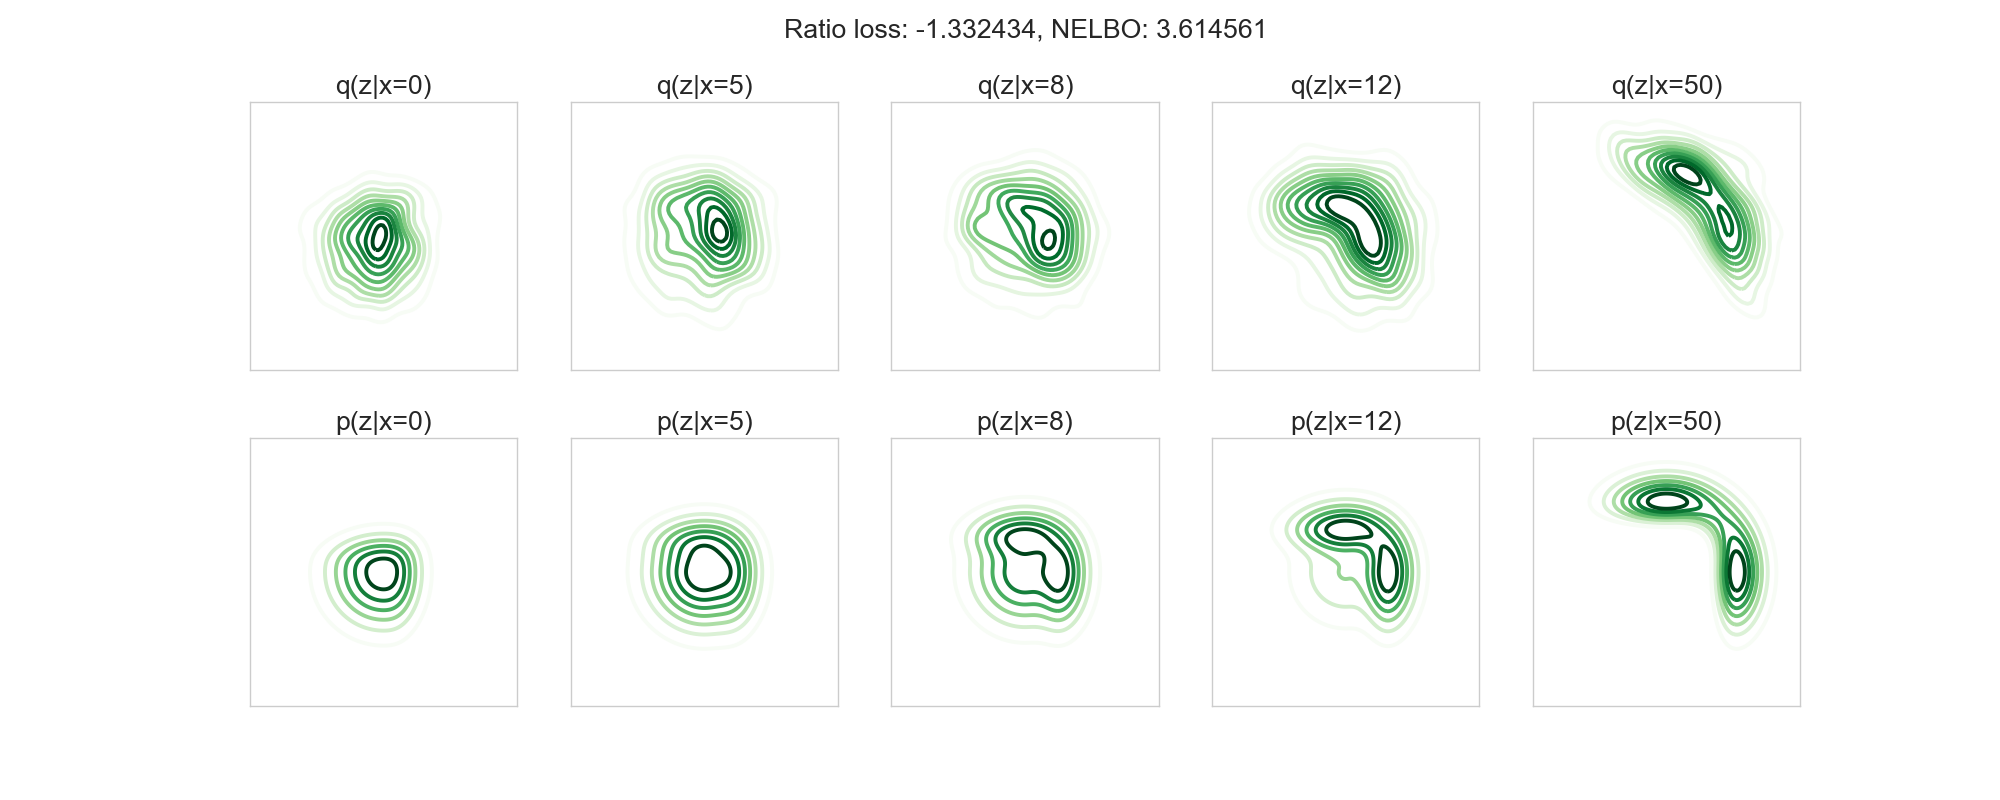 Ratio loss: -1.332434, NELBO: 3.614561
q(z|x=0) q(z|x=5) q(z|x=8) q(z|x=12) q(z|x=50)
p(z|x=0) p(z|x=5) p(z|x=8) p(z|x=12) p(z|x=50)